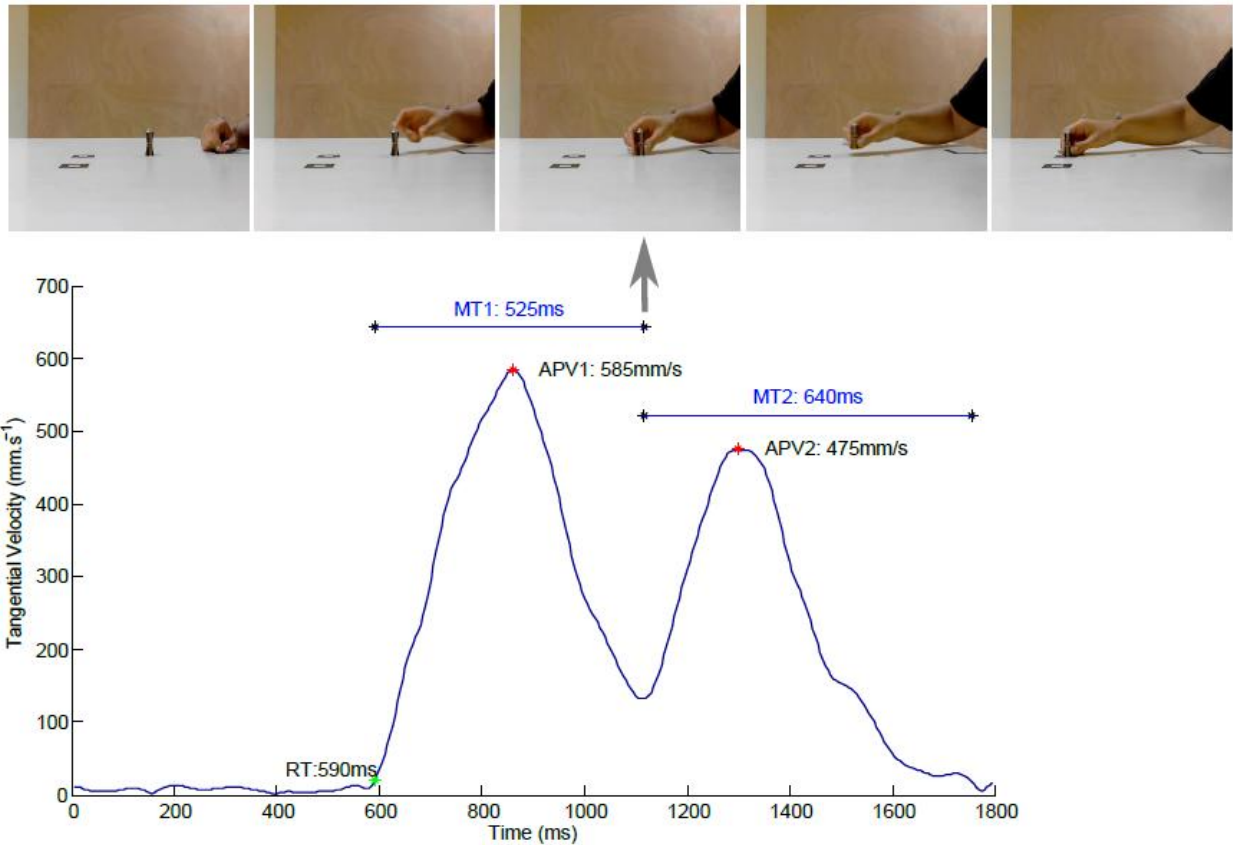 700
MT1: 525ms
600
APV1: 585mm/s
MT2: 640ms
500
APV2: 475mm/s
400
300
200
100
RT:590ms
0
Tangential Velocity (mm.s⁻¹)
0 200 400 600 800 1000 1200 1400 1600 1800
Time (ms)